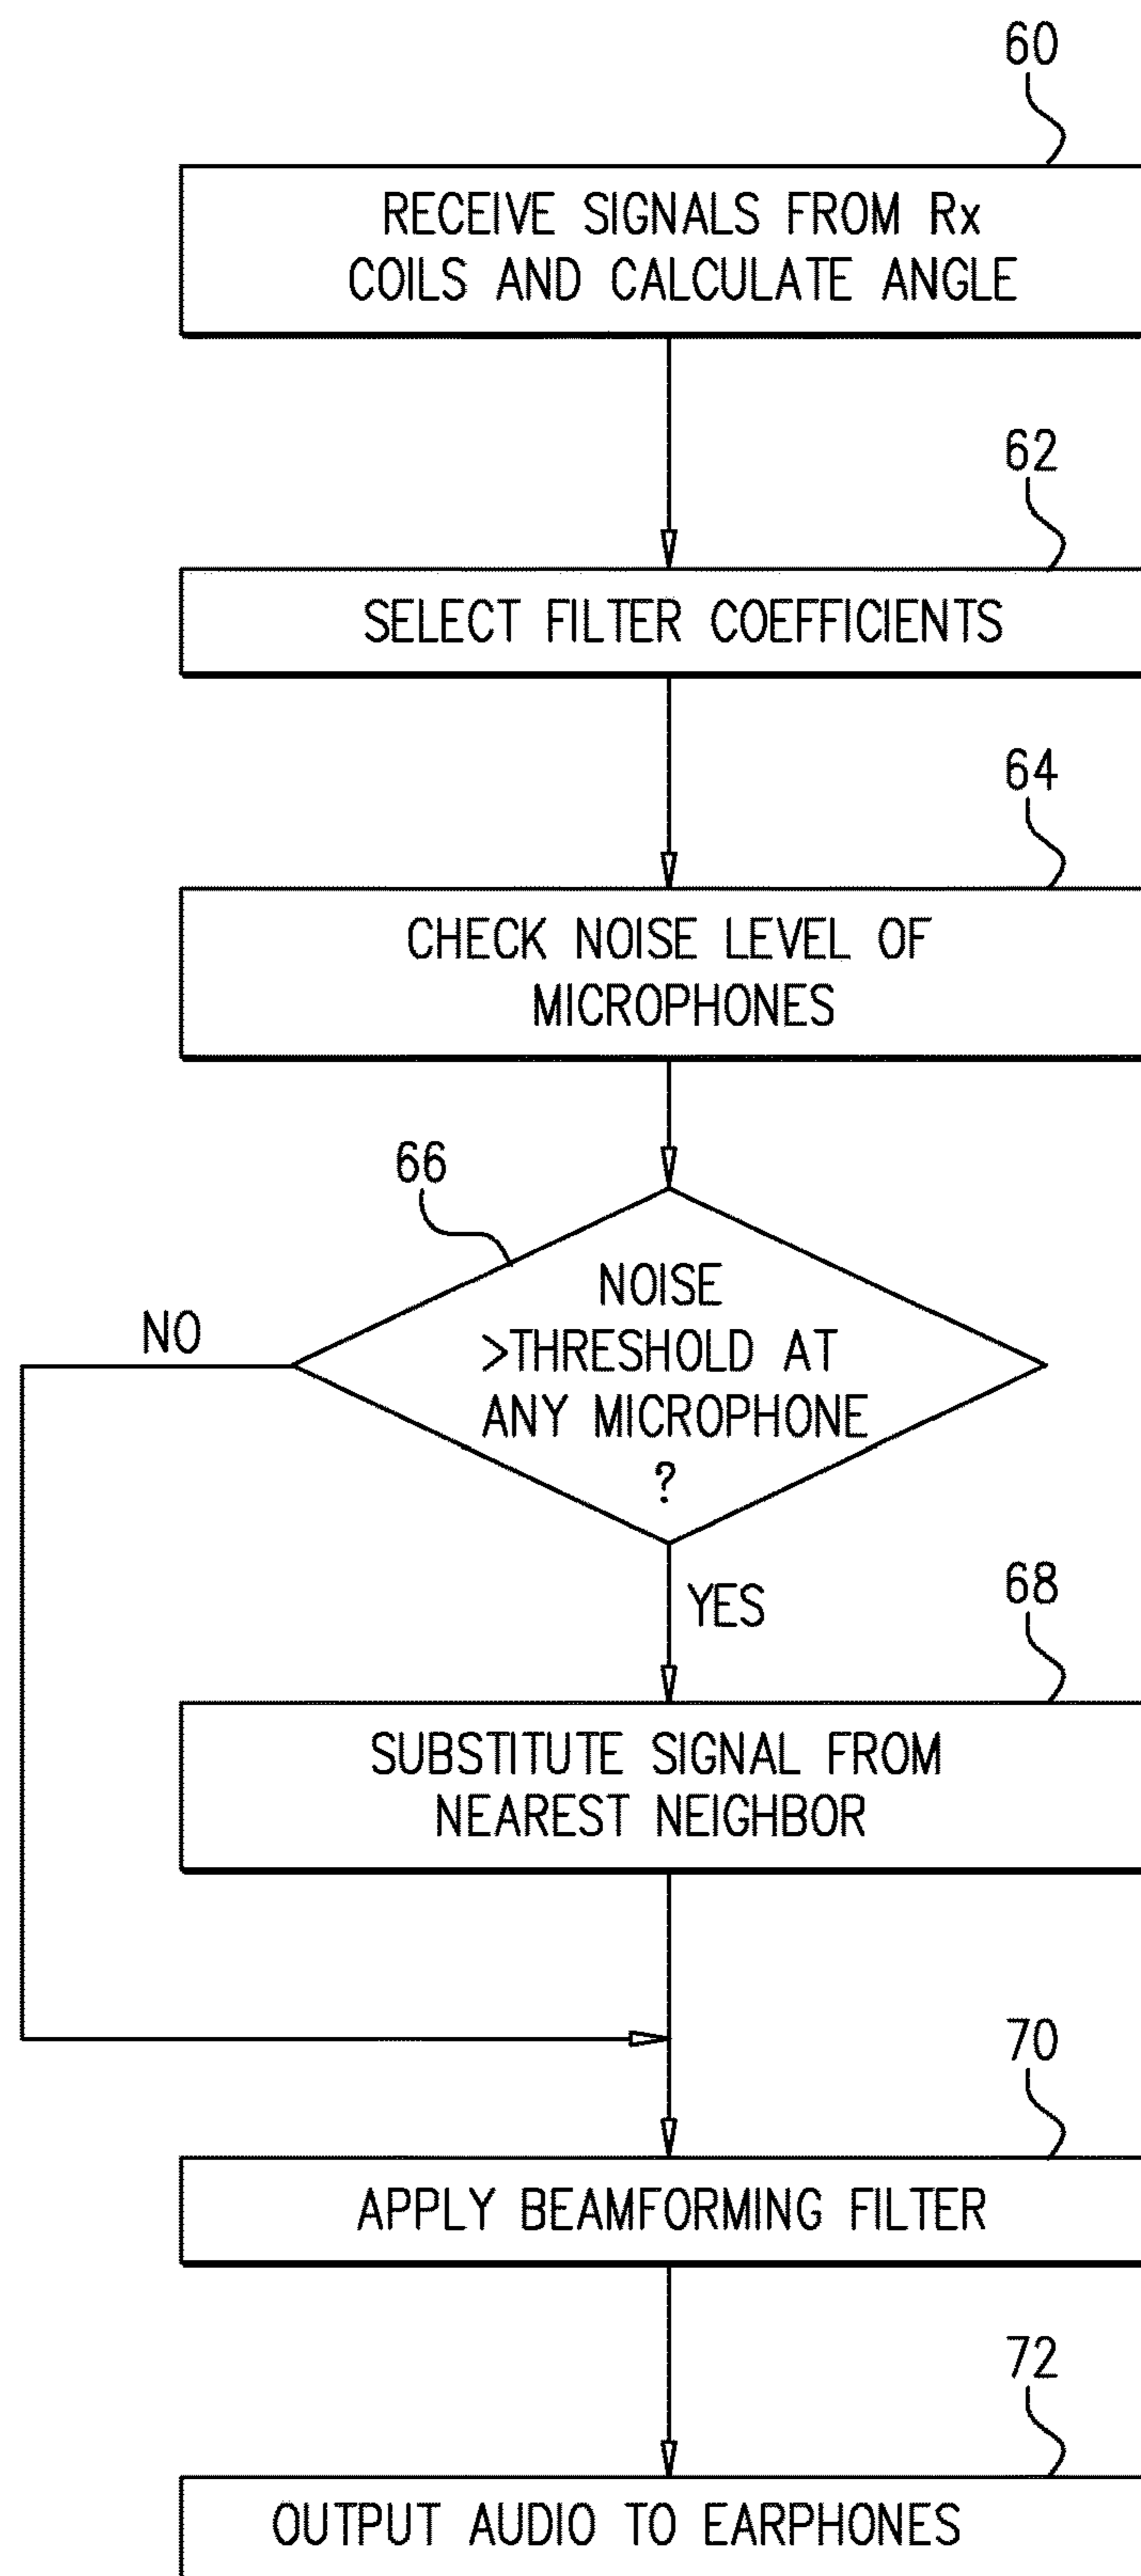 60
RECEIVE SIGNALS FROM Rx
COILS AND CALCULATE ANGLE
62
SELECT FILTER COEFFICIENTS
64
CHECK NOISE LEVEL OF
MICROPHONES
66
NOISE
>THRESHOLD AT
ANY MICROPHONE
?
NO
YES
68
SUBSTITUTE SIGNAL FROM
NEAREST NEIGHBOR
70
APPLY BEAMFORMING FILTER
72
OUTPUT AUDIO TO EARPHONES